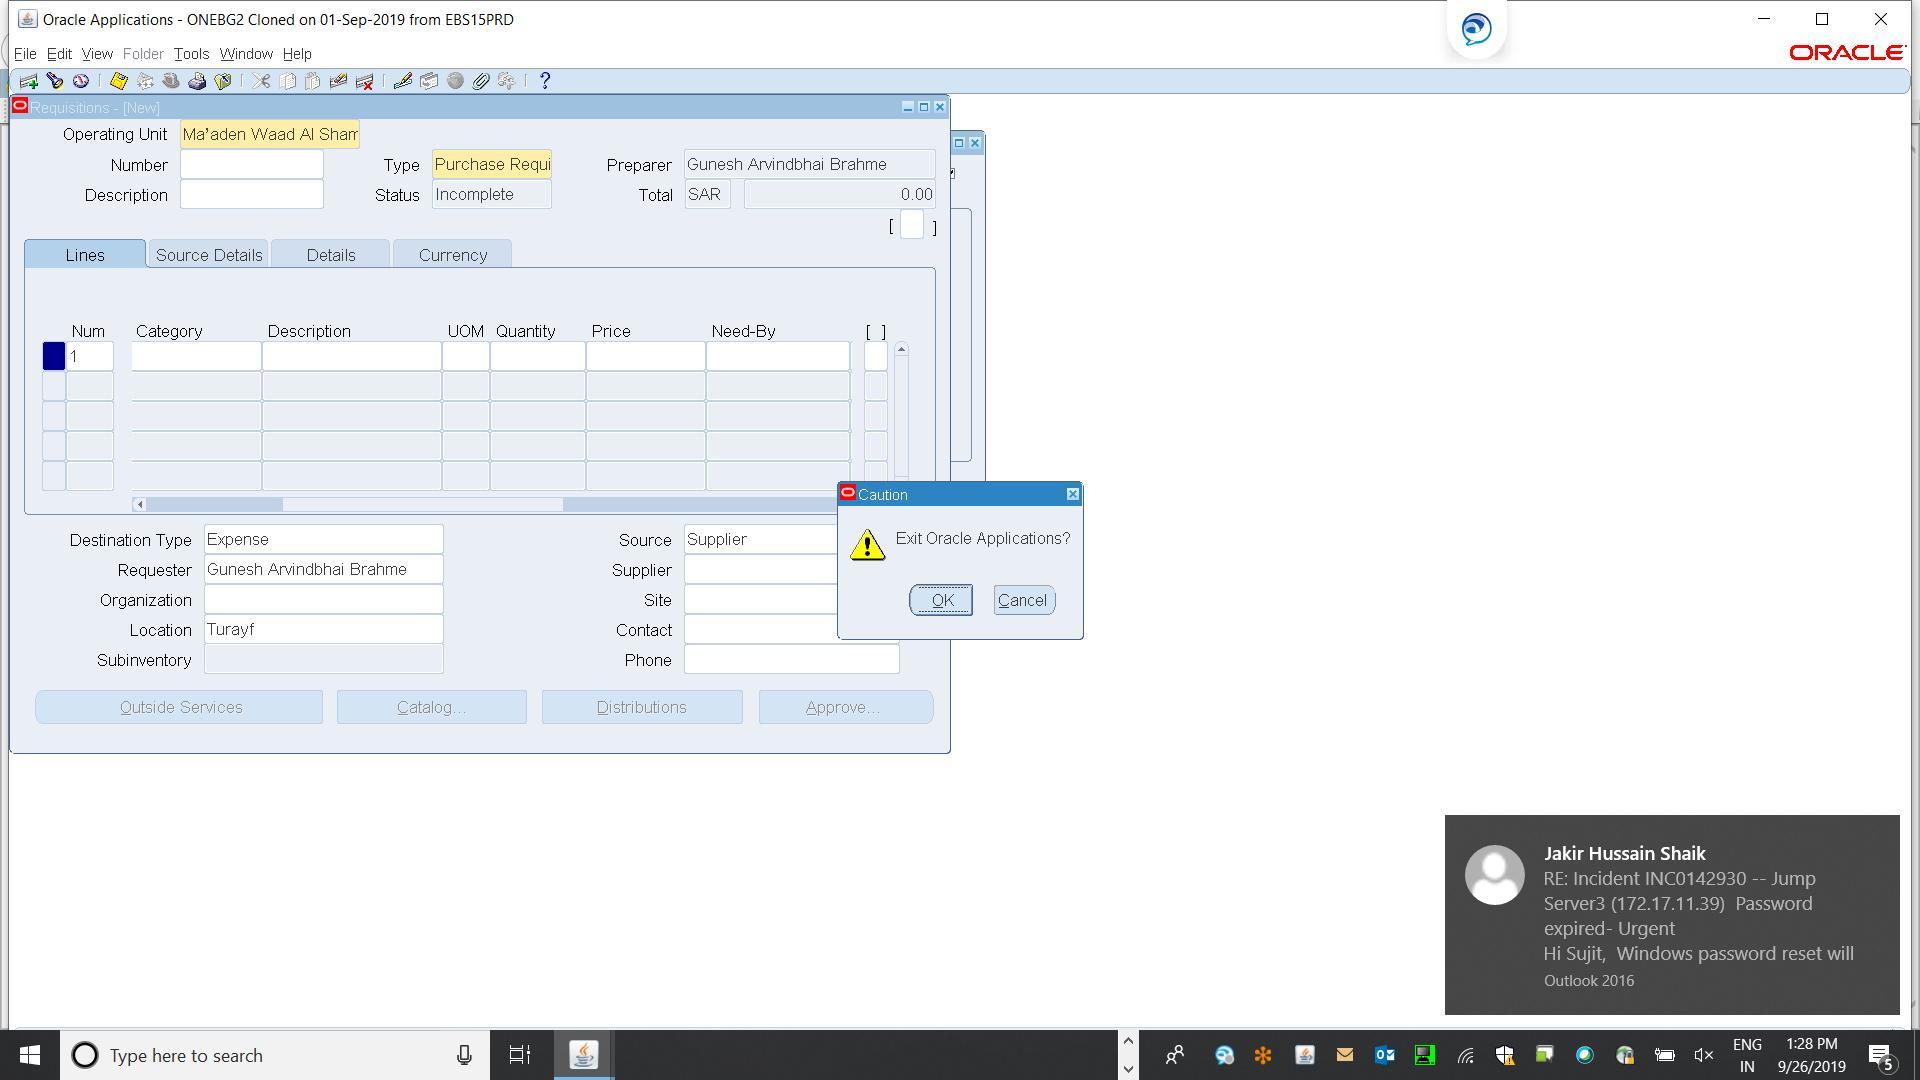 Oracle Applications - ONEBG2 Cloned on 01-Sep-2019 from EBS15PRD
File Edit View Folder Tools Window Help
ORACLE
Requisitions - [New]
Operating Unit Ma'aden Waad Al Sham
Number Type Purchase Requi Preparer Gunesh Arvindbhai Brahme
Description Status Incomplete Total SAR 0.00
[ ]
Lines Source Details Details Currency
Num Category Description UOM Quantity Price Need-By [ ]
1
Caution
Exit Oracle Applications?
OK Cancel
Destination Type Expense Source Supplier
Requester Gunesh Arvindbhai Brahme Supplier
Organization Site
Location Turayf Contact
Subinventory Phone
Outside Services Catalog... Distributions Approve...
Jakir Hussain Shaik
RE: Incident INC0142930 -- Jump
Server3 (172.17.11.39) Password
expired- Urgent
Hi Sujit, Windows password reset will
Outlook 2016
Type here to search
ENG
IN
1:28 PM
9/26/2019
5